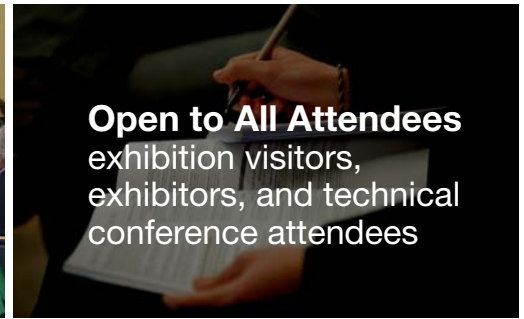 Open to All Attendees
exhibition visitors,
exhibitors, and technical
conference attendees